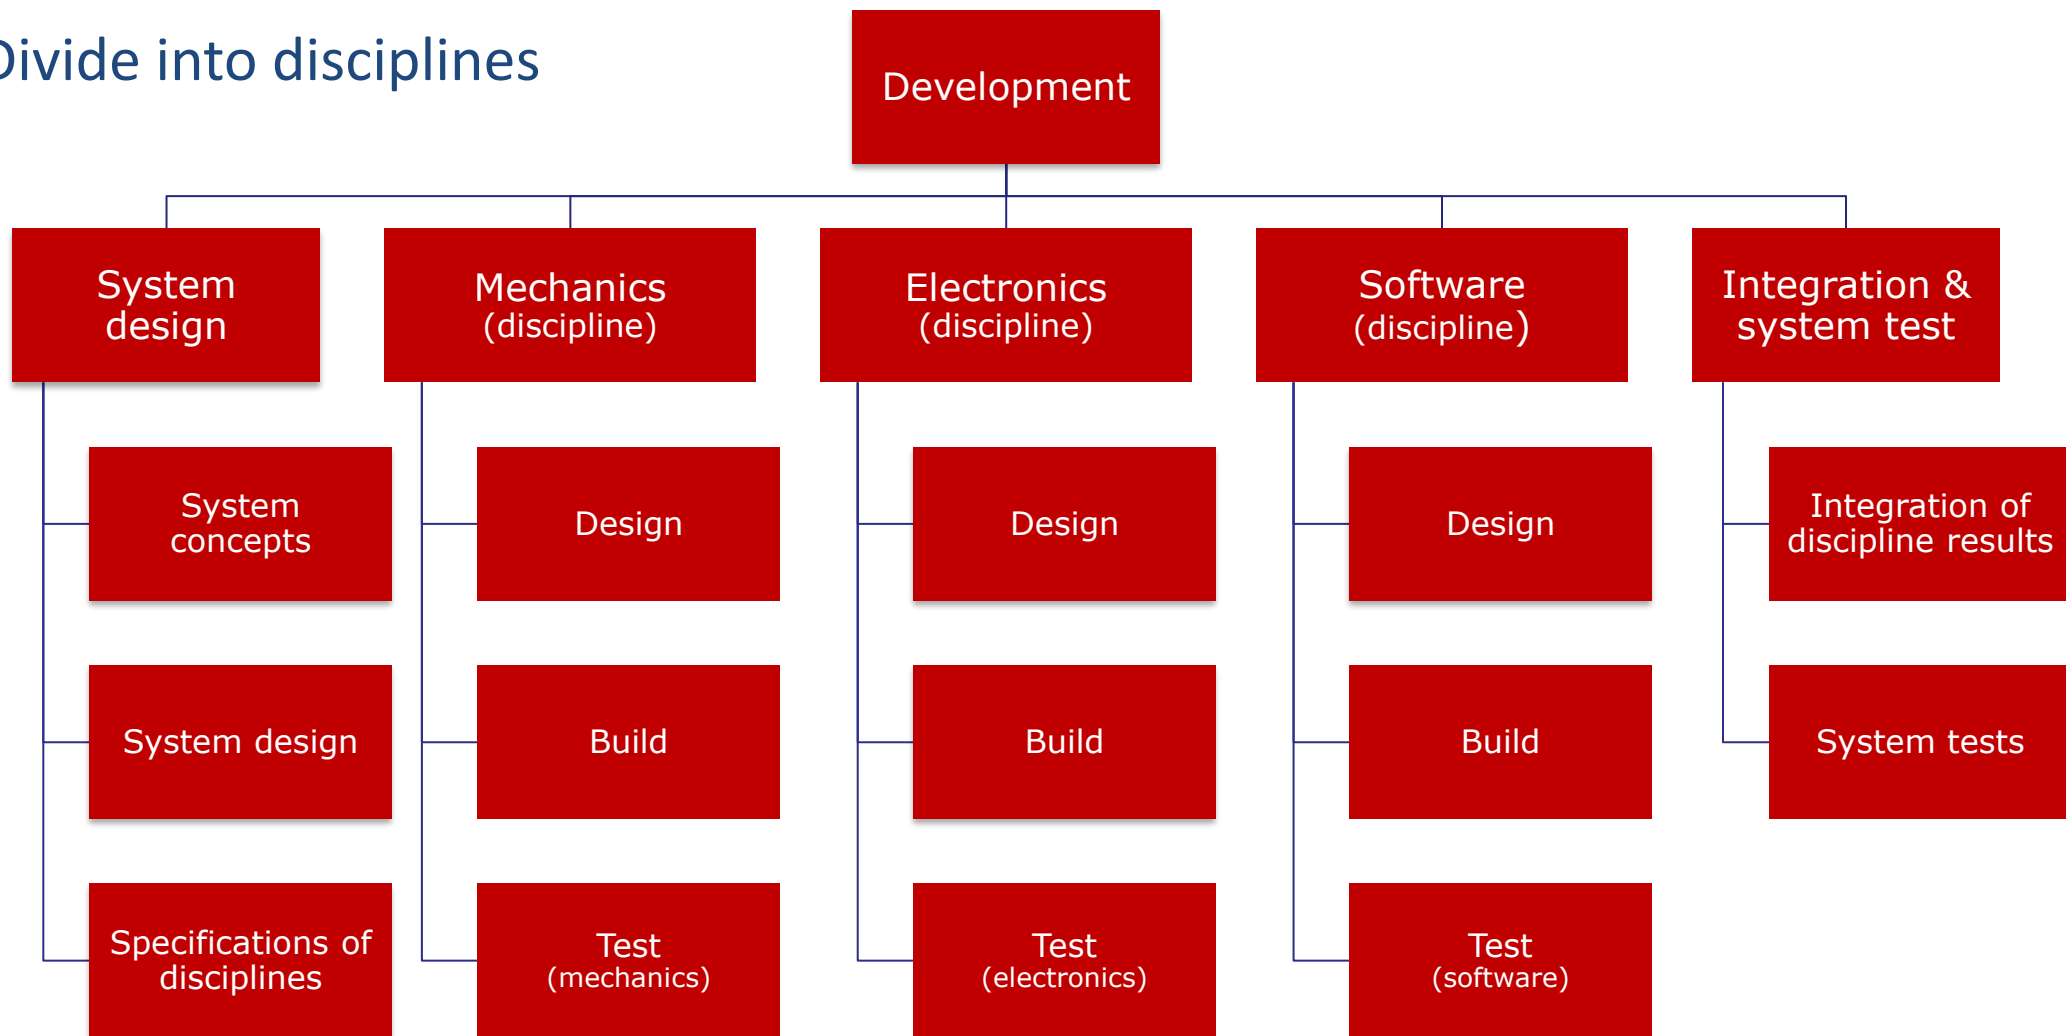 Divide into disciplines
Development
System
design
Mechanics
(discipline)
Electronics
(discipline)
Software
(discipline)
Integration &
system test
System
concepts
Design
Design
Design
Integration of
discipline results
System design
Build
Build
Build
System tests
Specifications of
disciplines
Test
(mechanics)
Test
(electronics)
Test
(software)